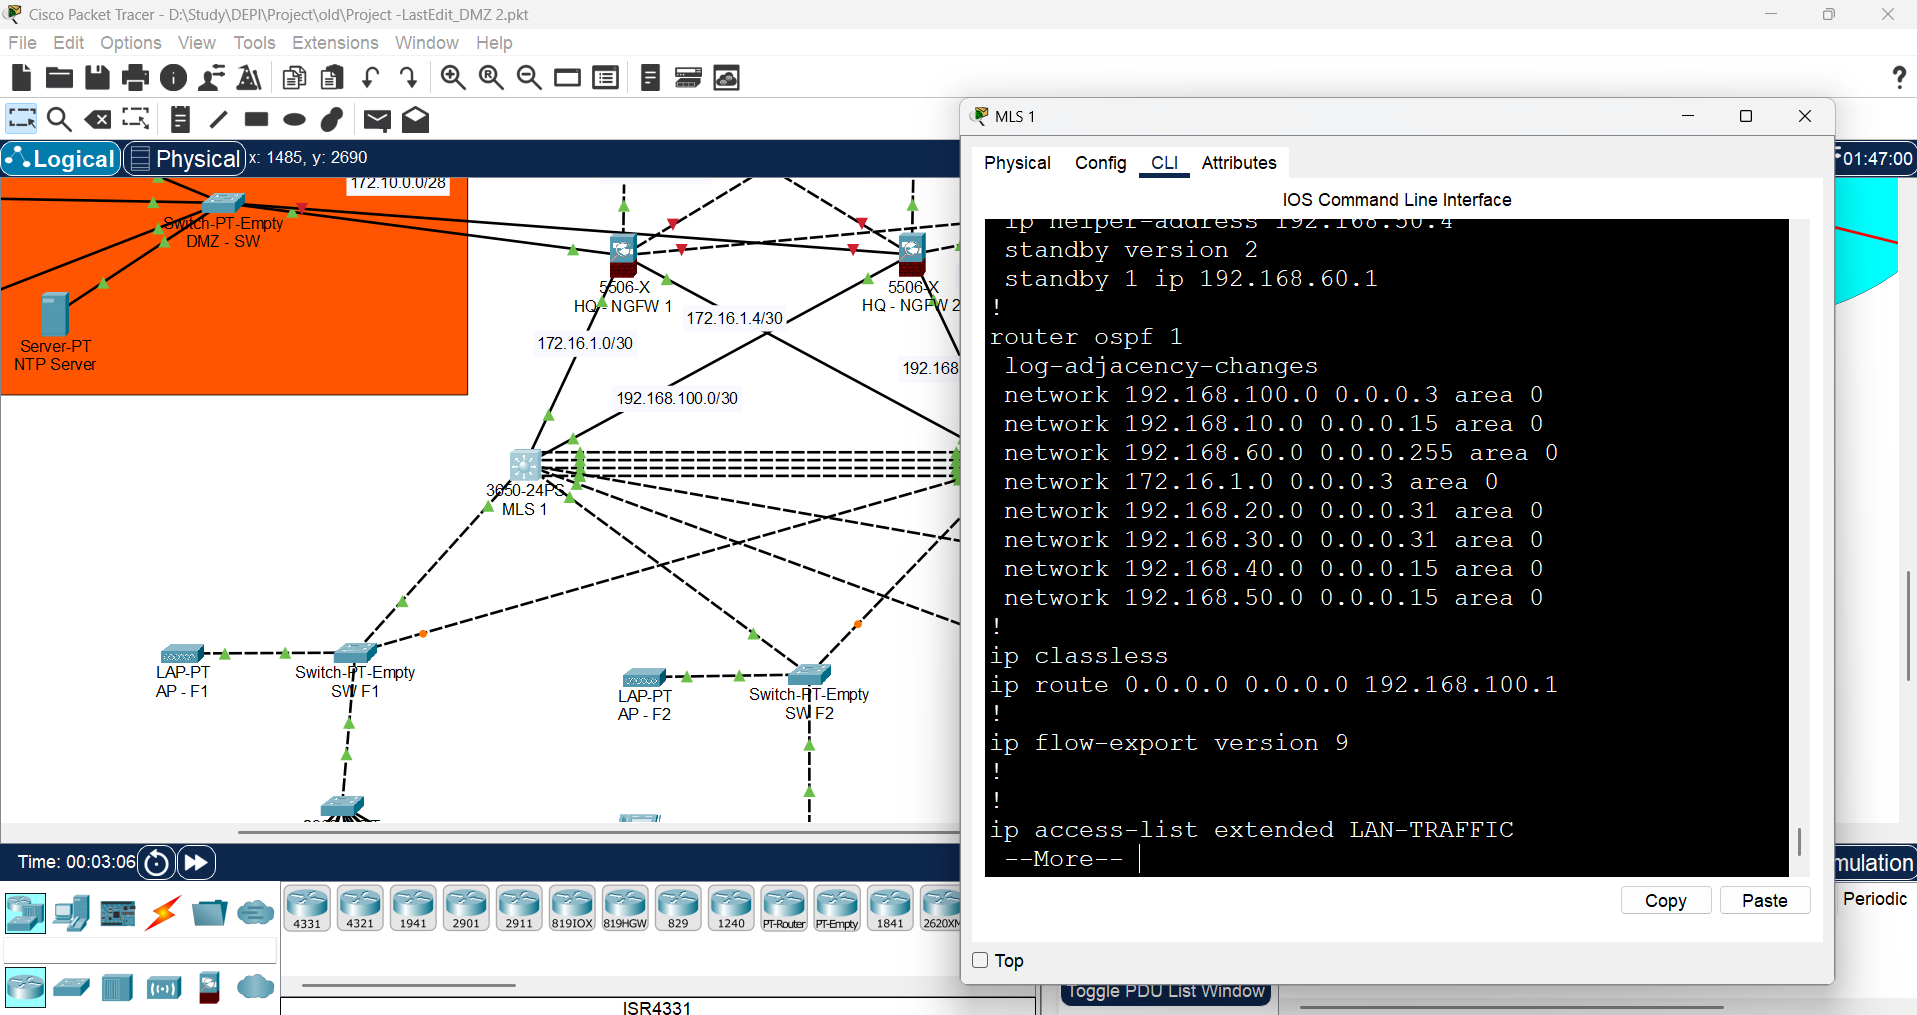 Cisco Packet Tracer - D:\Study\DEPI\Project\old\Project -LastEdit_DMZ 2.pkt
File Edit Options View Tools Extensions Window Help
Logical
Physical
x: 1485, y: 2690
01:47:00
172.10.0.0/28
Switch-PT-Empty
DMZ - SW
Server-PT
NTP Server
5506-X
HQ - NGFW 1
5506-X
HQ - NGFW 2
172.16.1.4/30
172.16.1.0/30
192.168
192.168.100.0/30
3650-24PS
MLS 1
LAP-PT
AP - F1
Switch-PT-Empty
SW F1
LAP-PT
AP - F2
Switch-PT-Empty
SW F2
MLS 1
Physical Config CLI Attributes
IOS Command Line Interface
ip helper-address 192.168.50.4
standby version 2
standby 1 ip 192.168.60.1
!
router ospf 1
log-adjacency-changes
network 192.168.100.0 0.0.0.3 area 0
network 192.168.10.0 0.0.0.15 area 0
network 192.168.60.0 0.0.0.255 area 0
network 172.16.1.0 0.0.0.3 area 0
network 192.168.20.0 0.0.0.31 area 0
network 192.168.30.0 0.0.0.31 area 0
network 192.168.40.0 0.0.0.15 area 0
network 192.168.50.0 0.0.0.15 area 0
!
ip classless
ip route 0.0.0.0 0.0.0.0 192.168.100.1
!
ip flow-export version 9
!
!
ip access-list extended LAN-TRAFFIC
--More--
Copy
Paste
Top
Time: 00:03:06
mulation
Periodic
4331
4321
1941
2901
2911
819IOX
819HGW
829
1240
PT-Router
PT-Empty
1841
2620XM
ISR4331
Toggle PDU List Window